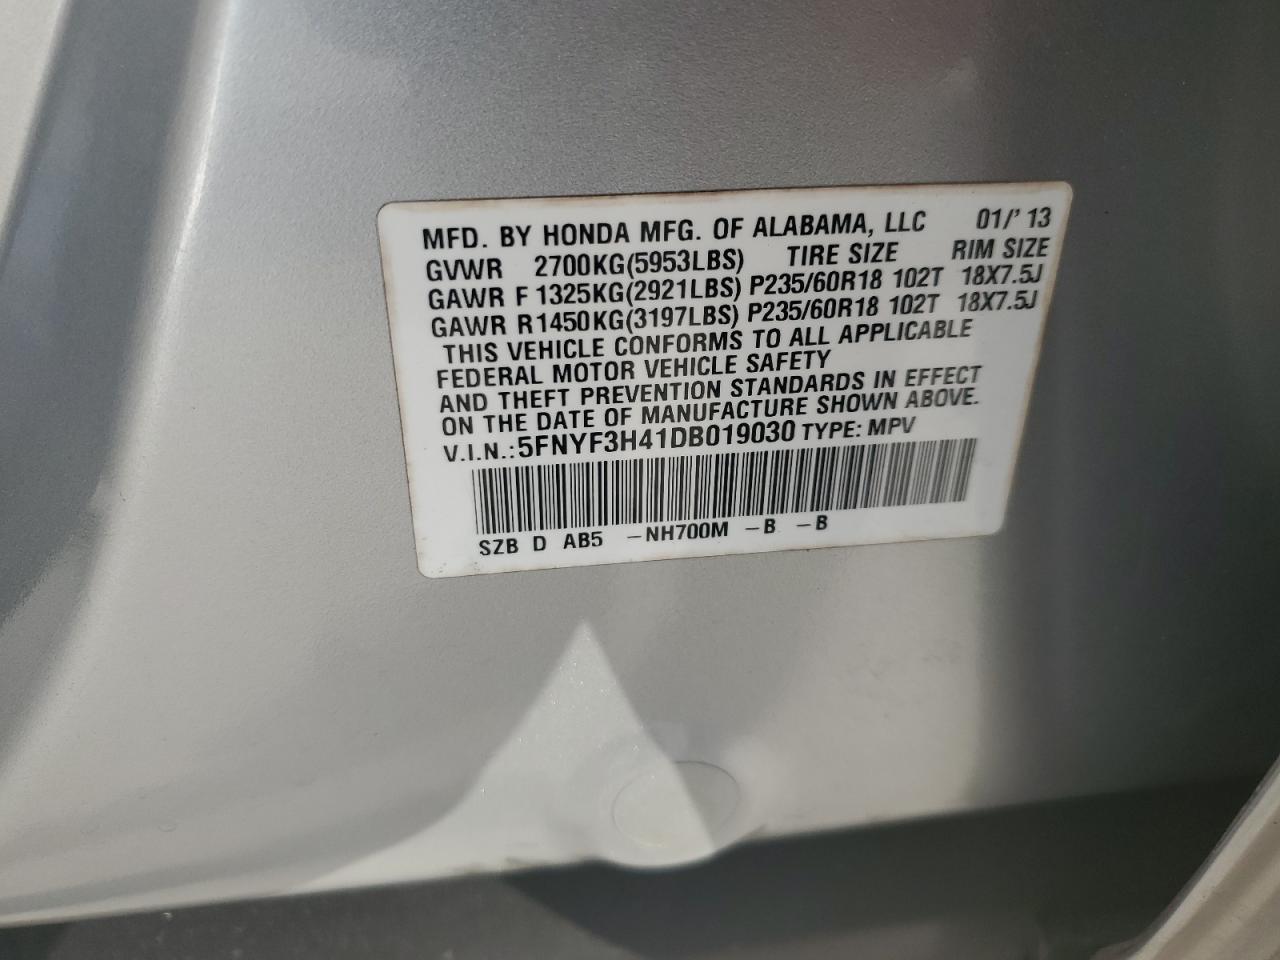 MFD. BY HONDA MFG. OF ALABAMA, LLC 01/' 13
GVWR 2700KG(5953LBS) TIRE SIZE RIM SIZE
GAWR F 1325KG(2921LBS) P235/60R18 102T 18X7.5J
GAWR R1450KG(3197LBS) P235/60R18 102T 18X7.5J
THIS VEHICLE CONFORMS TO ALL APPLICABLE
FEDERAL MOTOR VEHICLE SAFETY
AND THEFT PREVENTION STANDARDS IN EFFECT
ON THE DATE OF MANUFACTURE SHOWN ABOVE.
V.I.N.:5FNYF3H41DB019030 TYPE: MPV
SZB D AB5 -NH700M -B -B